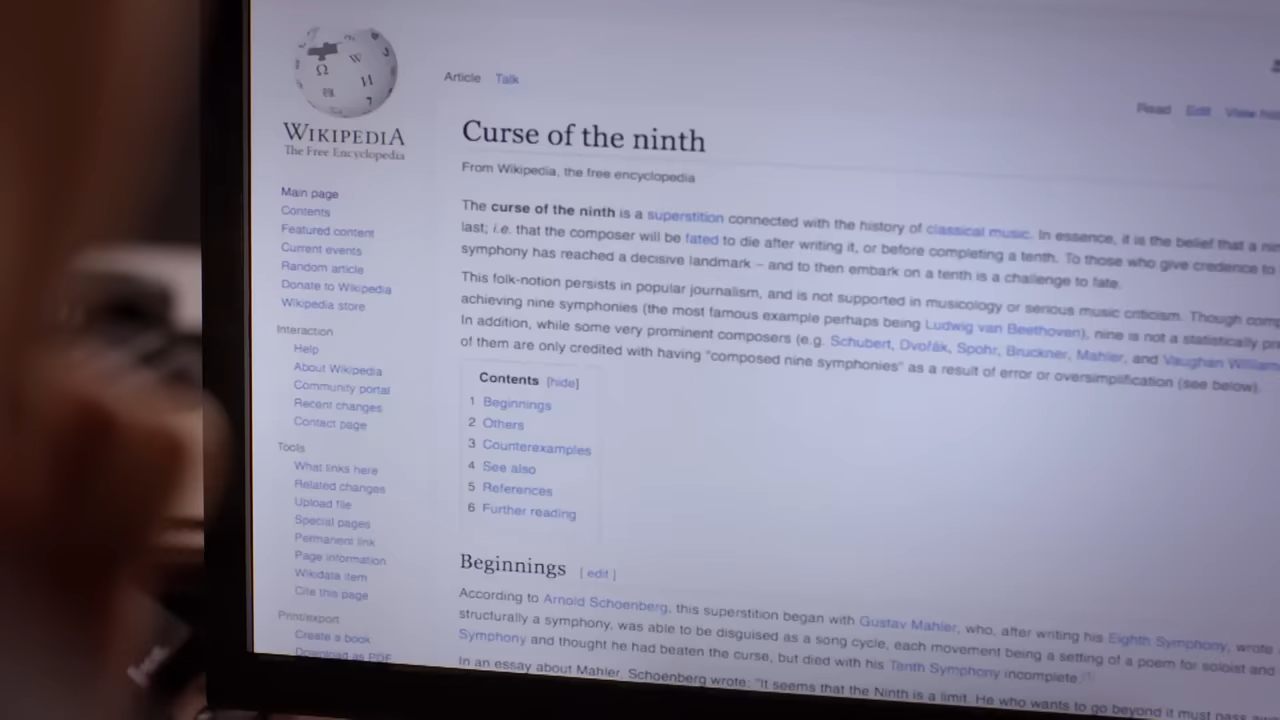 WIKIPEDIA
The Free Encyclopedia
Main page
Contents
Featured content
Current events
Random article
Donate to Wikipedia
Wikipedia store
Interaction
Help
About Wikipedia
Community portal
Recent changes
Contact page
Tools
What links here
Related changes
Upload file
Special pages
Permanent link
Page information
Wikidata item
Cite this page
Print/export
Create a book
Download as PDF
Article Talk
Read Edit View
Curse of the ninth
From Wikipedia, the free encyclopedia
The curse of the ninth is a superstition connected with the history of classical music. In essence, it is the belief that a
last; i.e. that the composer will be fated to die after writing it, or before completing a tenth. To those who give credence to
symphony has reached a decisive landmark – and to then embark on a tenth is a challenge to fate.
This folk-notion persists in popular journalism, and is not supported in musicology or serious music criticism. Though
achieving nine symphonies (the most famous example perhaps being Ludwig van Beethoven), nine is not a statistically
In addition, while some very prominent composers (e.g. Schubert, Dvořák, Spohr, Bruckner, Mahler, and Vaughan Williams
of them are only credited with having "composed nine symphonies" as a result of error or oversimplification (see below).
Contents [hide]
1 Beginnings
2 Others
3 Counterexamples
4 See also
5 References
6 Further reading
Beginnings [ edit ]
According to Arnold Schoenberg, this superstition began with Gustav Mahler, who, after writing his Eighth Symphony, wrote
structurally a symphony, was able to be disguised as a song cycle, each movement being a setting of a poem for soloist and
Symphony and thought he had beaten the curse, but died with his Tenth Symphony incomplete.[1]
In an essay about Mahler, Schoenberg wrote: "It seems that the Ninth is a limit. He who wants to go beyond it must pass